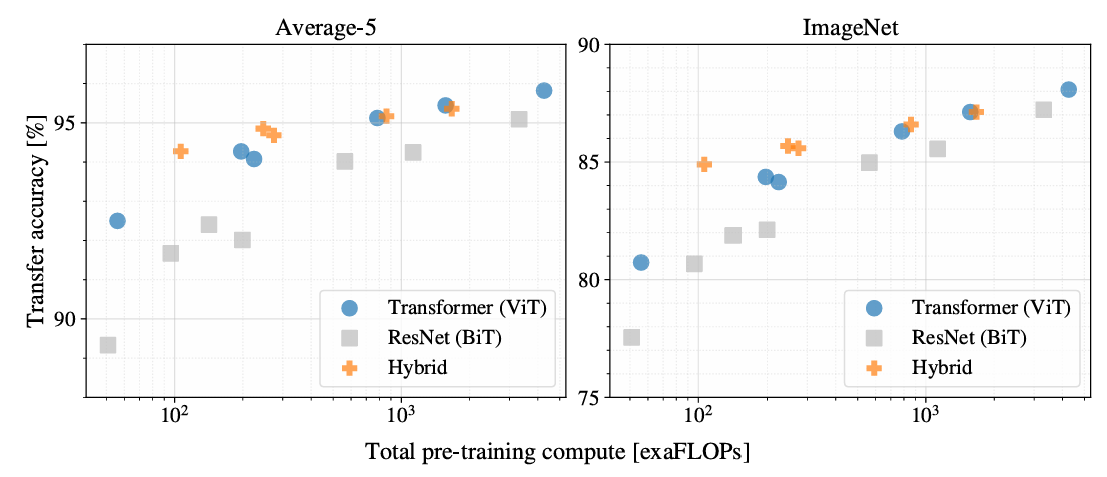 Average-5
ImageNet
Transfer accuracy [%]
95
90
10²
10³
Transformer (ViT)
ResNet (BiT)
Hybrid
90
85
80
75
10²
10³
Transformer (ViT)
ResNet (BiT)
Hybrid
Total pre-training compute [exaFLOPs]